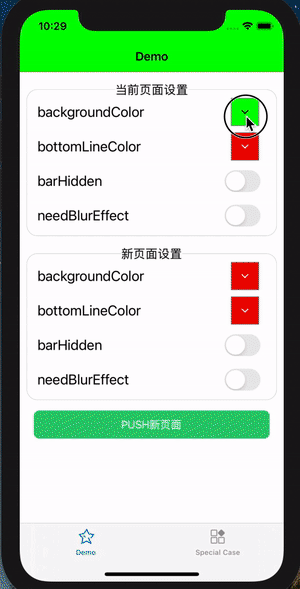 10:29
Demo
当前页面设置
backgroundColor
bottomLineColor
barHidden
needBlurEffect
新页面设置
backgroundColor
bottomLineColor
barHidden
needBlurEffect
PUSH新页面
Demo
Special Case